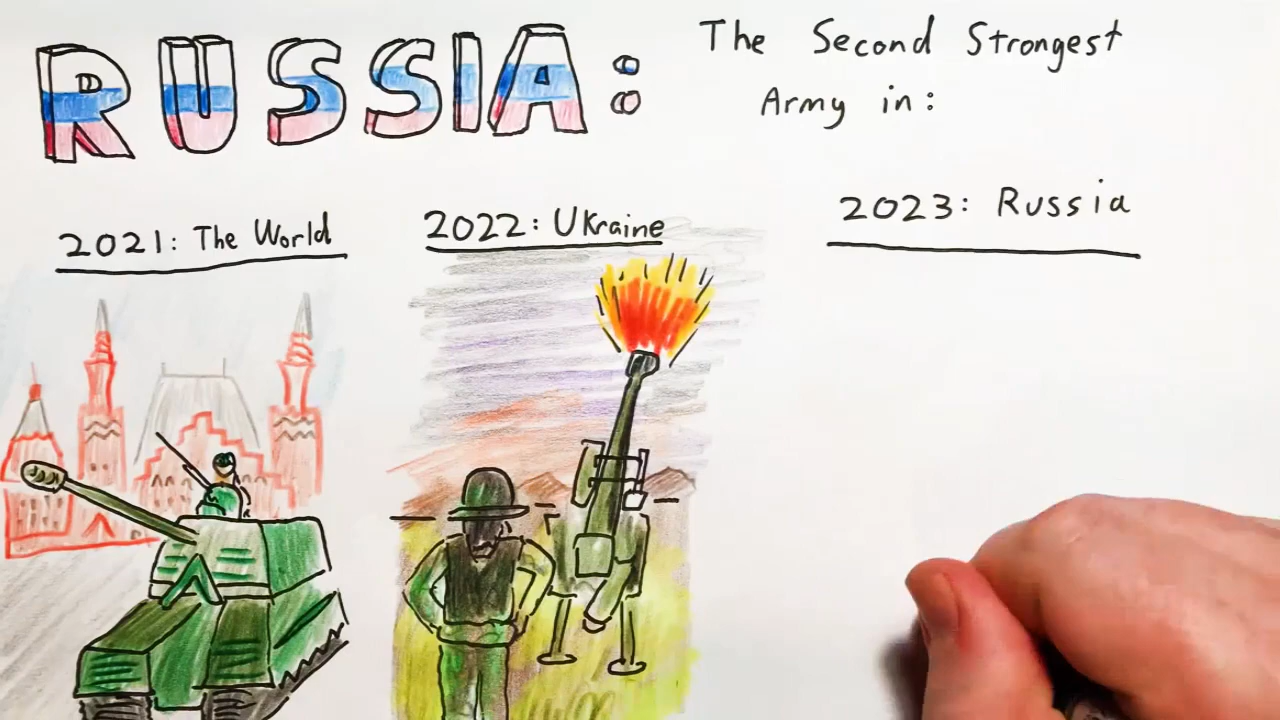 RUSSIA:
The Second Strongest
Army in:
2021: The World
2022: Ukraine
2023: Russia